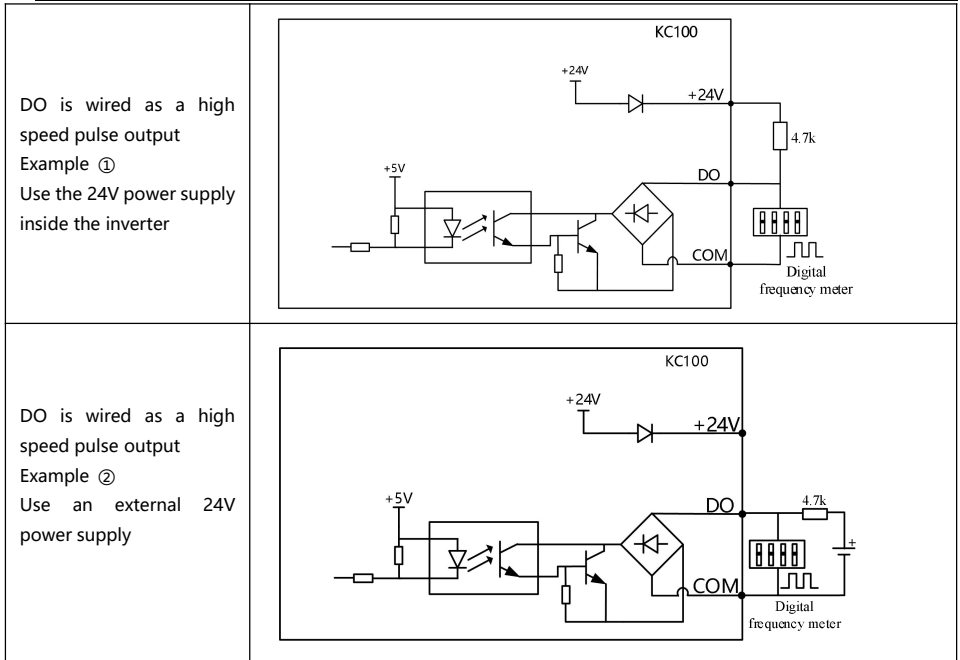 DO is wired as a high
speed pulse output
Example ①
Use the 24V power supply
inside the inverter
KC100
+24V
+24V
4.7k
+5V
DO
COM
Digital
frequency meter
DO is wired as a high
speed pulse output
Example ②
Use an external 24V
power supply
KC100
+24V
+24V
+5V
DO
4.7k
+
COM
Digital
frequency meter